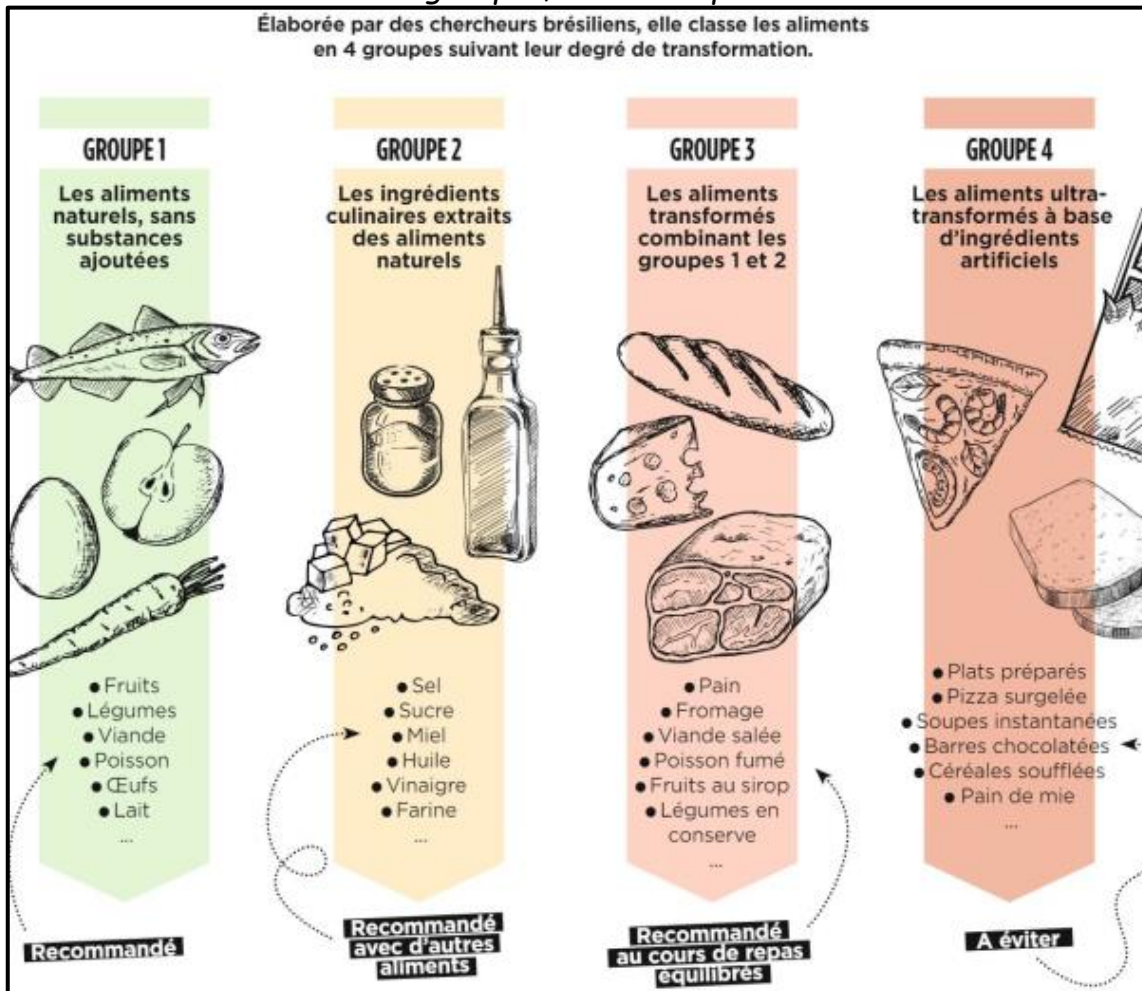 Élaborée par des chercheurs brésiliens, elle classe les aliments
en 4 groupes suivant leur degré de transformation.
GROUPE 1
Les aliments
naturels, sans
substances
ajoutées
● Fruits
● Légumes
● Viande
● Poisson
● Œufs
● Lait
...
Recommandé
GROUPE 2
Les ingrédients
culinaires extraits
des aliments
naturels
● Sel
● Sucre
● Miel
● Huile
● Vinaigre
● Farine
...
Recommandé
avec d'autres
aliments
GROUPE 3
Les aliments
transformés
combinant les
groupes 1 et 2
● Pain
● Fromage
● Viande salée
● Poisson fumé
● Fruits au sirop
● Légumes en
conserve
...
Recommandé
au cours de repas
équilibrés
GROUPE 4
Les aliments ultra-
transformés à base
d'ingrédients
artificiels
● Plats préparés
● Pizza surgelée
● Soupes instantanées
● Barres chocolatées
● Céréales soufflées
● Pain de mie
...
A éviter